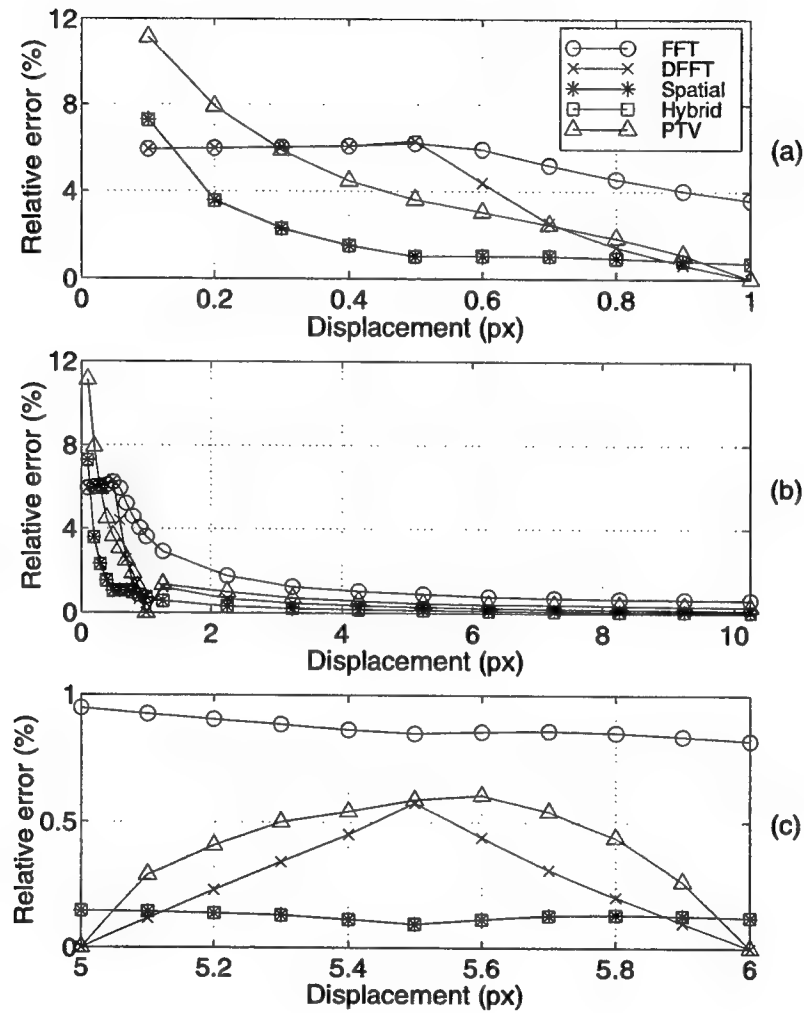 12
8
4
0
Relative error (%)
FFT
DFFT
Spatial
Hybrid
PTV
(a)
0 0.2 0.4 0.6 0.8 1
Displacement (px)
12
8
4
0
Relative error (%)
(b)
0 2 4 6 8 10
Displacement (px)
1
0.5
0
Relative error (%)
(c)
5 5.2 5.4 5.6 5.8 6
Displacement (px)